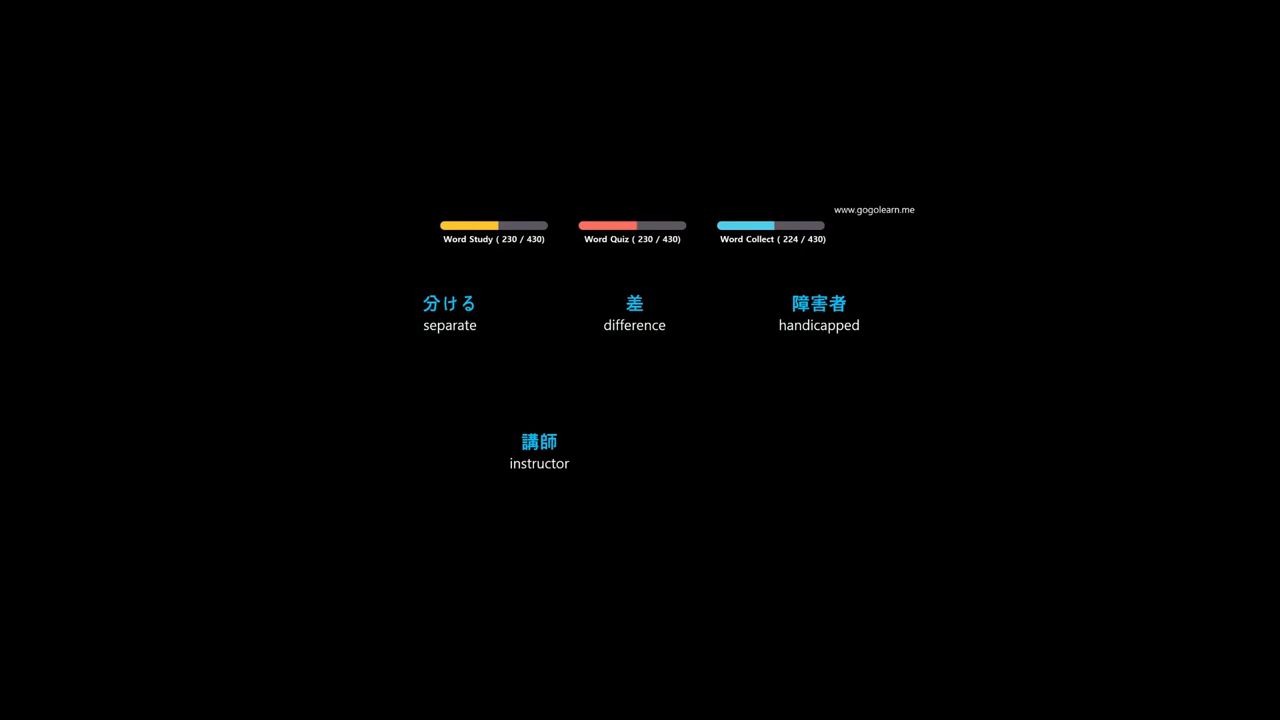 www.gogolearn.me
Word Study ( 230 / 430) Word Quiz ( 230 / 430) Word Collect ( 224 / 430)
分ける 差 障害者
separate difference handicapped
講師
instructor